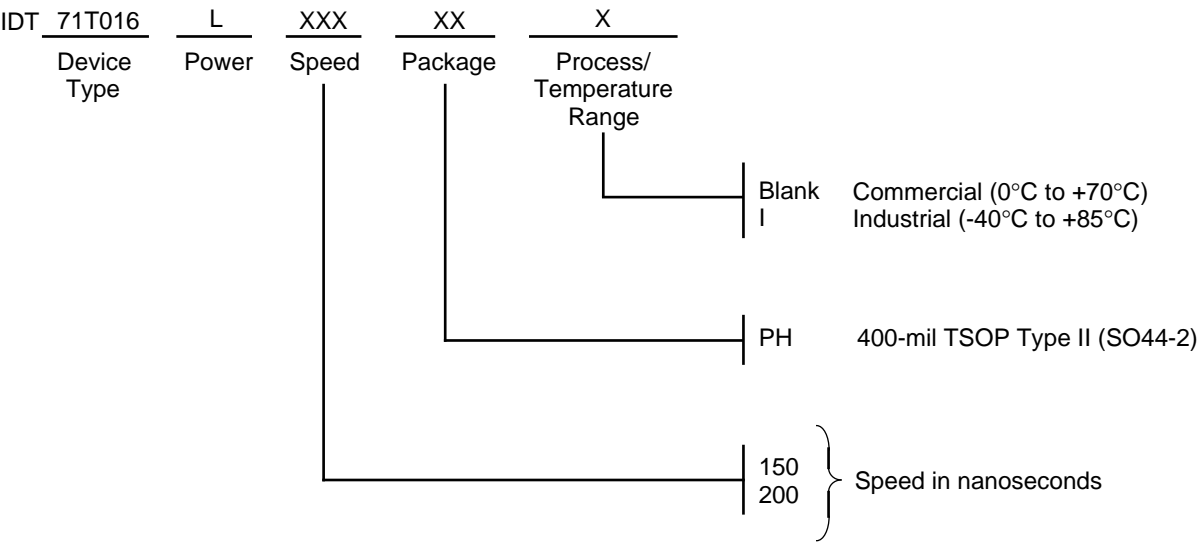 IDT 71T016 L XXX XX X
Device Type Power Speed Package Process/ Temperature Range
Blank Commercial (0°C to +70°C)
I Industrial (-40°C to +85°C)
PH 400-mil TSOP Type II (SO44-2)
150
200
Speed in nanoseconds